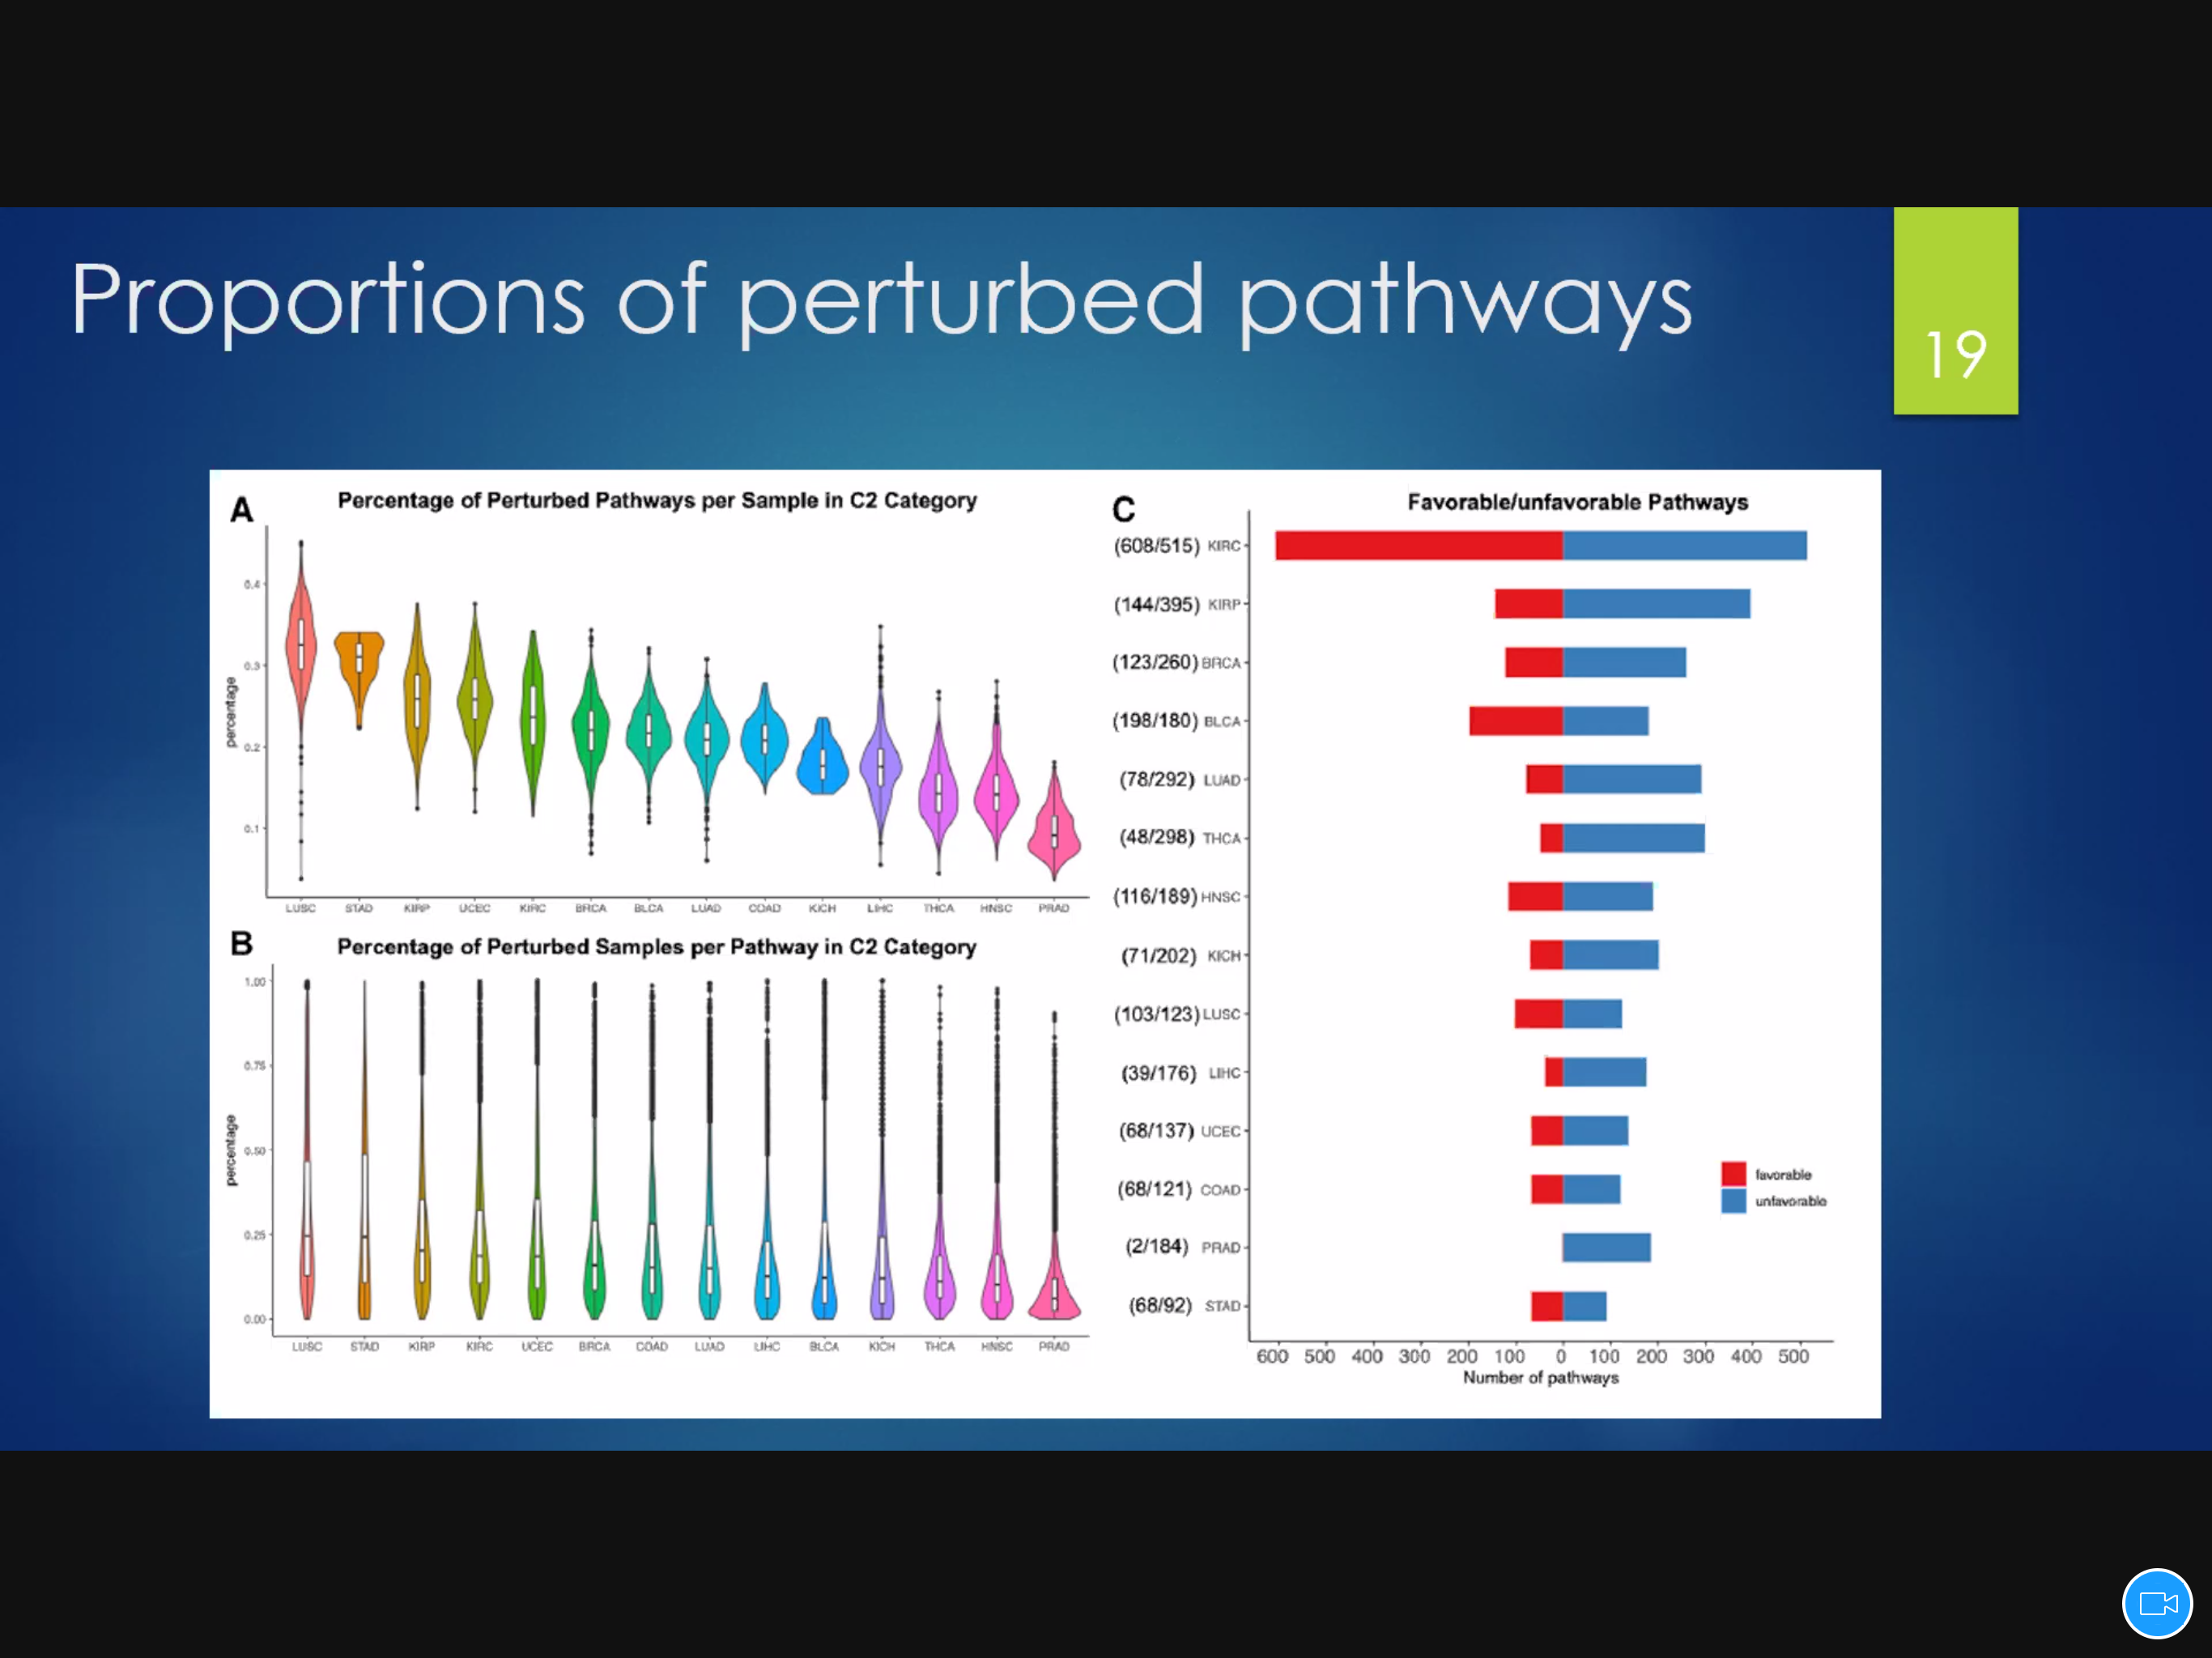 Proportions of perturbed pathways
19
A
Percentage of Perturbed Pathways per Sample in C2 Category
percentage
0.4
0.3
0.2
0.1
LUSC STAD KIRP UCEC KIRC BRCA BLCA LUAD COAD KICH LIHC THCA HNSC PRAD
B
Percentage of Perturbed Samples per Pathway in C2 Category
percentage
1.00
0.75
0.50
0.25
0.00
LUSC STAD KIRP KIRC UCEC BRCA COAD LUAD LIHC BLCA KICH THCA HNSC PRAD
C
Favorable/unfavorable Pathways
(608/515) KIRC
(144/395) KIRP
(123/260) BRCA
(198/180) BLCA
(78/292) LUAD
(48/298) THCA
(116/189) HNSC
(71/202) KICH
(103/123) LUSC
(39/176) LIHC
(68/137) UCEC
(68/121) COAD
(2/184) PRAD
(68/92) STAD
favorable
unfavorable
600 500 400 300 200 100 0 100 200 300 400 500
Number of pathways